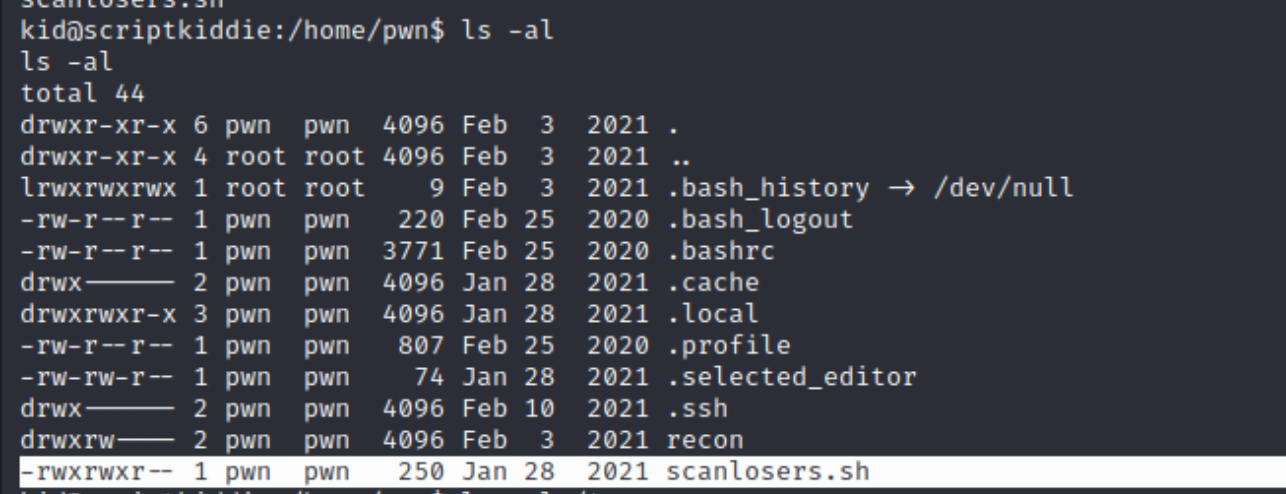 scanlosers.sh
kid@scriptkiddie:/home/pwn$ ls -al
ls -al
total 44
drwxr-xr-x 6 pwn  pwn  4096 Feb  3  2021 .
drwxr-xr-x 4 root root 4096 Feb  3  2021 ..
lrwxrwxrwx 1 root root    9 Feb  3  2021 .bash_history → /dev/null
-rw-r--r-- 1 pwn  pwn   220 Feb 25  2020 .bash_logout
-rw-r--r-- 1 pwn  pwn  3771 Feb 25  2020 .bashrc
drwx------ 2 pwn  pwn  4096 Jan 28  2021 .cache
drwxrwxr-x 3 pwn  pwn  4096 Jan 28  2021 .local
-rw-r--r-- 1 pwn  pwn   807 Feb 25  2020 .profile
-rw-rw-r-- 1 pwn  pwn    74 Jan 28  2021 .selected_editor
drwx------ 2 pwn  pwn  4096 Feb 10  2021 .ssh
drwxrw---- 2 pwn  pwn  4096 Feb  3  2021 recon
-rwxrwxr-- 1 pwn  pwn   250 Jan 28  2021 scanlosers.sh